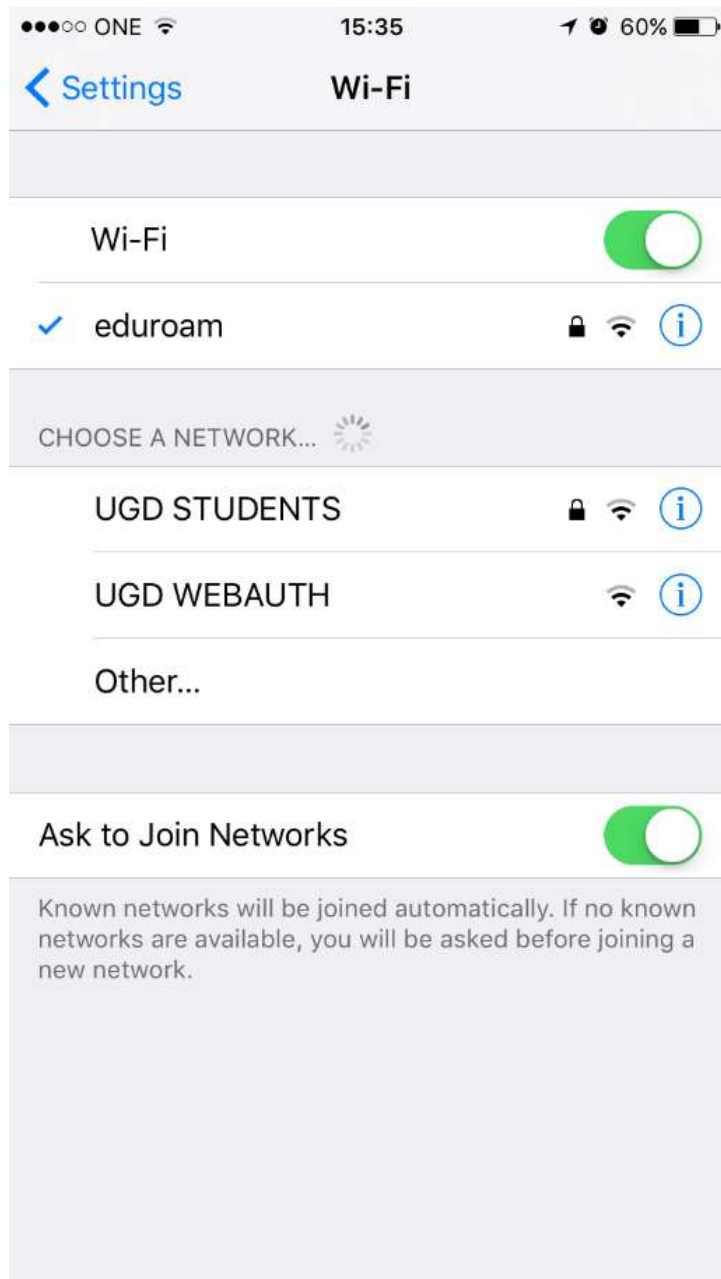 ONE 15:35 60%
Settings Wi-Fi
Wi-Fi
eduroam
CHOOSE A NETWORK...
UGD STUDENTS
UGD WEBAUTH
Other...
Ask to Join Networks
Known networks will be joined automatically. If no known
networks are available, you will be asked before joining a
new network.